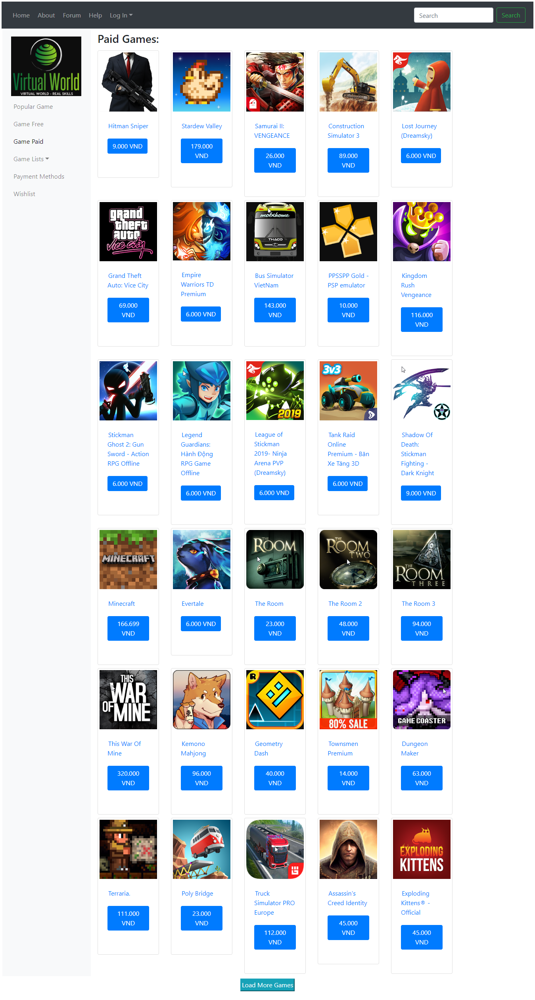 Home About Forum Help Log In Search Search
Virtual World
VIRTUAL WORLD - REAL SKILLS
Popular Game
Game Free
Game Paid
Game Lists
Payment Methods
Wishlist
Paid Games:
Hitman Sniper
9.000 VND
Stardew Valley
179.000
VND
侍
Samurai II:
VENGEANCE
26.000
VND
Construction
Simulator 3
89.000
VND
Lost Journey
(Dreamsky)
6.000 VND
grand
theft
auto
vice city
Grand Theft
Auto: Vice City
69.000
VND
Empire
Warriors TD
Premium
6.000 VND
mobihome
THACO
Bus Simulator
VietNam
143.000
VND
PPSSPP Gold -
PSP emulator
10.000
VND
Kingdom
Rush
Vengeance
116.000
VND
Stickman
Ghost 2: Gun
Sword - Action
RPG Offline
6.000 VND
Legend
Guardians:
Hành Động
RPG Game
Offline
6.000 VND
2019
League of
Stickman
2019- Ninja
Arena PVP
(Dreamsky)
6.000 VND
3v3
Tank Raid
Online
Premium - Băn
Xe Tăng 3D
6.000 VND
Shadow Of
Death:
Stickman
Fighting -
Dark Knight
9.000 VND
MINECRAFT
Minecraft
166.699
VND
Evertale
6.000 VND
THE
ROOM
The Room
23.000
VND
THE
ROOM
TWO
The Room 2
48.000
VND
THE
ROOM
THREE
The Room 3
94.000
VND
THIS
WAR
OF MINE
This War Of
Mine
320.000
VND
東
Kemono
Mahjong
96.000
VND
R
Geometry
Dash
40.000
VND
80% SALE
Townsmen
Premium
14.000
VND
GAME COASTER
Dungeon
Maker
63.000
VND
Terraria.
111.000
VND
Poly Bridge
23.000
VND
Truck
Simulator PRO
Europe
112.000
VND
Assassin's
Creed Identity
45.000
VND
EXPLODING
KITTENS
Exploding
Kittens® -
Official
45.000
VND
Load More Games